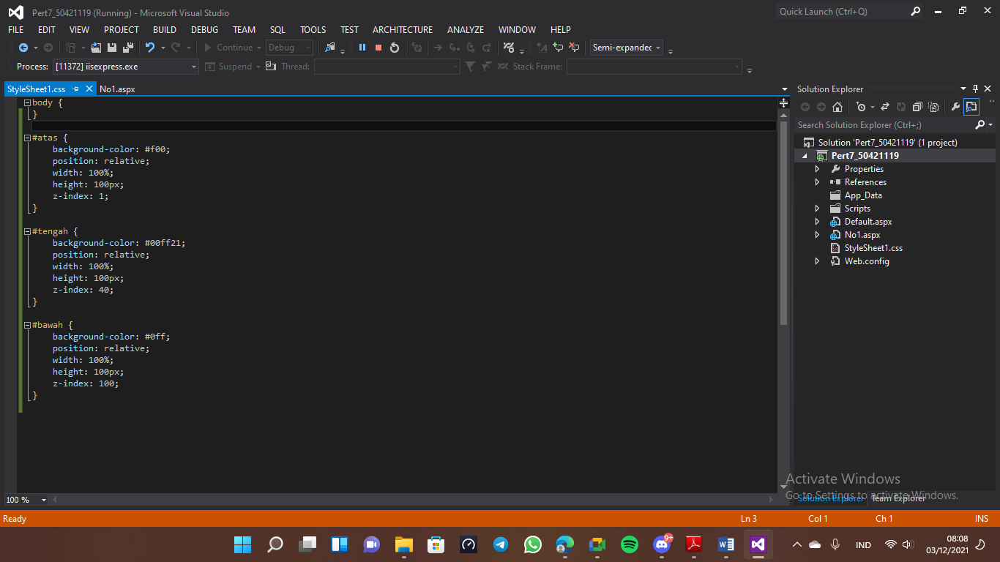 Pert7_50421119 (Running) - Microsoft Visual Studio
Quick Launch (Ctrl+Q)
FILE EDIT VIEW PROJECT BUILD DEBUG TEAM SQL TOOLS TEST ARCHITECTURE ANALYZE WINDOW HELP
Continue Debug Semi-expanded
Process: [11372] iisexpress.exe Suspend Thread: Stack Frame:
StyleSheet1.css No1.aspx
body {
}
#atas {
background-color: #f00;
position: relative;
width: 100%;
height: 100px;
z-index: 1;
}
#tengah {
background-color: #00ff21;
position: relative;
width: 100%;
height: 100px;
z-index: 40;
}
#bawah {
background-color: #0ff;
position: relative;
width: 100%;
height: 100px;
z-index: 100;
}
100 %
Solution Explorer
Search Solution Explorer (Ctrl+;)
Solution 'Pert7_50421119' (1 project)
Pert7_50421119
Properties
References
App_Data
Scripts
Default.aspx
No1.aspx
StyleSheet1.css
Web.config
Activate Windows
Go to Settings to activate Windows.
Solution Explorer Team Explorer
Ready Ln 3 Col 1 Ch 1 INS
9+
IND
08:08
03/12/2021